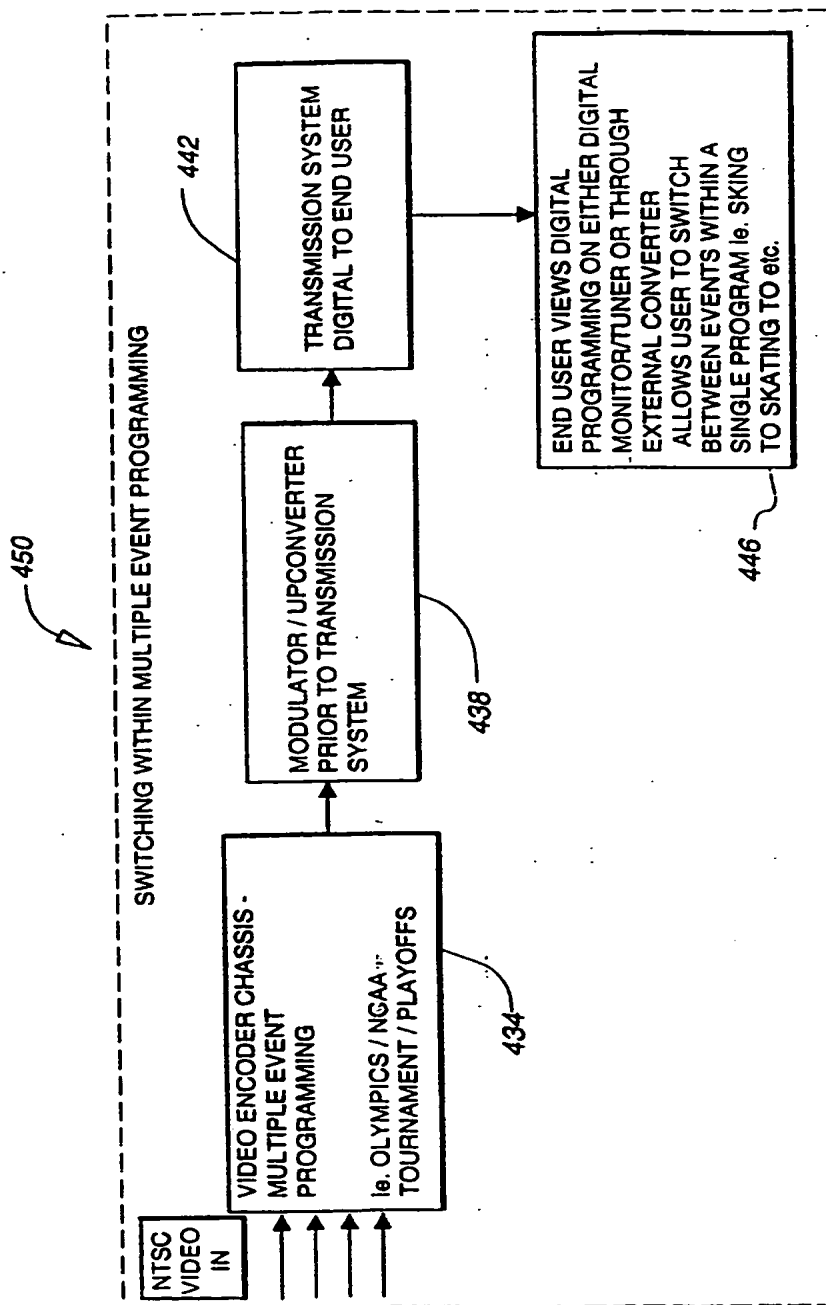 450
SWITCHING WITHIN MULTIPLE EVENT PROGRAMMING
NTSC
VIDEO
IN
VIDEO ENCODER CHASSIS -
MULTIPLE EVENT
PROGRAMMING
Ie. OLYMPICS / NCAA
TOURNAMENT / PLAYOFFS
434
MODULATOR / UPCONVERTER
PRIOR TO TRANSMISSION
SYSTEM
438
TRANSMISSION SYSTEM
DIGITAL TO END USER
442
END USER VIEWS DIGITAL
PROGRAMMING ON EITHER DIGITAL
MONITOR/TUNER OR THROUGH
EXTERNAL CONVERTER
ALLOWS USER TO SWITCH
BETWEEN EVENTS WITHIN A
SINGLE PROGRAM Ie. SKING
TO SKATING TO etc.
446